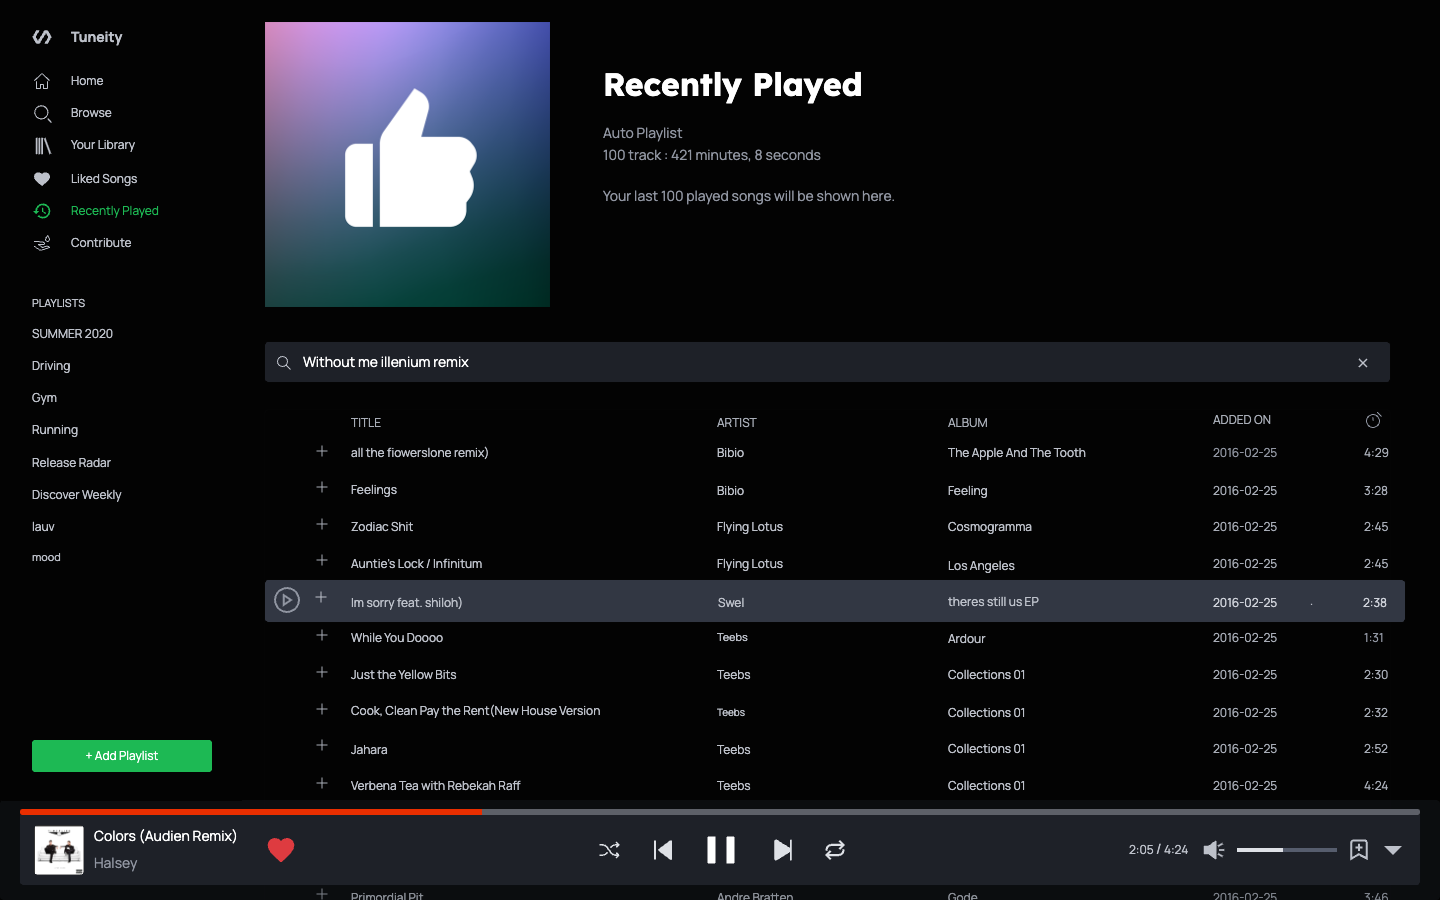 Tuneity
Home
Browse
Your Library
Liked Songs
Recently Played
Contribute
PLAYLISTS
SUMMER 2020
Driving
Gym
Running
Release Radar
Discover Weekly
lauv
mood
+ Add Playlist
Recently Played
Auto Playlist
100 track : 421 minutes, 8 seconds
Your last 100 played songs will be shown here.
Without me illenium remix
TITLE ARTIST ALBUM ADDED ON
all the fiowerslone remix) Bibio The Apple And The Tooth 2016-02-25 4:29
Feelings Bibio Feeling 2016-02-25 3:28
Zodiac Shit Flying Lotus Cosmogramma 2016-02-25 2:45
Auntie's Lock / Infinitum Flying Lotus Los Angeles 2016-02-25 2:45
Im sorry feat. shiloh) Swel theres still us EP 2016-02-25 . 2:38
While You Doooo Teebs Ardour 2016-02-25 1:31
Just the Yellow Bits Teebs Collections 01 2016-02-25 2:30
Cook, Clean Pay the Rent(New House Version Teebs Collections 01 2016-02-25 2:32
Jahara Teebs Collections 01 2016-02-25 2:52
Verbena Tea with Rebekah Raff Teebs Collections 01 2016-02-25 4:24
Colors (Audien Remix)
Halsey
2:05 / 4:24
Primordial Pit Andre Bratten Gode 2016-02-25 3:46